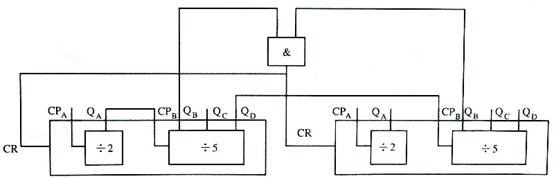 &
CP_A Q_A CP_B Q_B Q_C Q_D CP_A Q_A CP_B Q_B Q_C Q_D
CR ÷2 ÷5 CR ÷2 ÷5